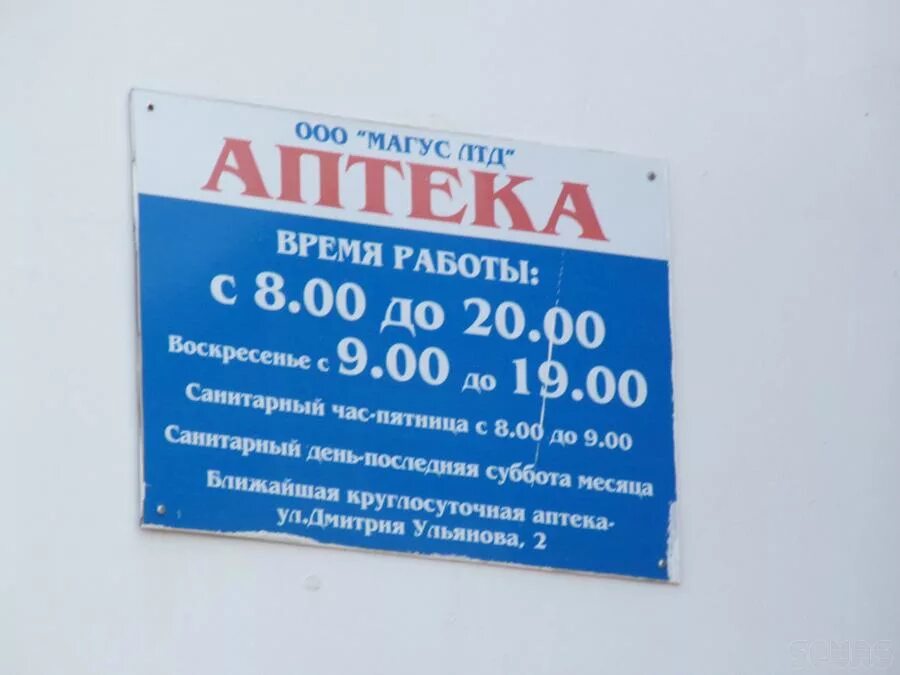 ООО "МАГУС ЛТД"
АПТЕКА
ВРЕМЯ РАБОТЫ:
с 8.00 до 20.00
Воскресенье с 9.00 до 19.00
Санитарный час-пятница с 8.00 до 9.00
Санитарный день-последняя суббота месяца
Ближайшая круглосуточная аптека-
ул.Дмитрия Ульянова, 2